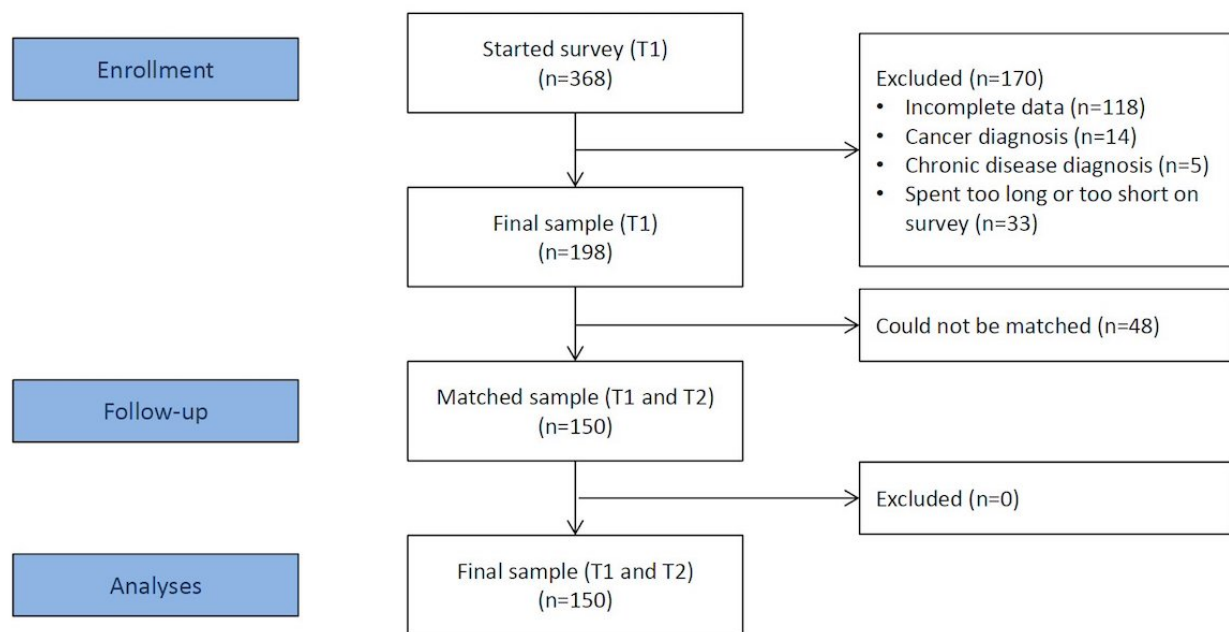 Enrollment
Started survey (T1)
(n=368)
Excluded (n=170)
• Incomplete data (n=118)
• Cancer diagnosis (n=14)
• Chronic disease diagnosis (n=5)
• Spent too long or too short on
survey (n=33)
Final sample (T1)
(n=198)
Could not be matched (n=48)
Follow-up
Matched sample (T1 and T2)
(n=150)
Excluded (n=0)
Analyses
Final sample (T1 and T2)
(n=150)